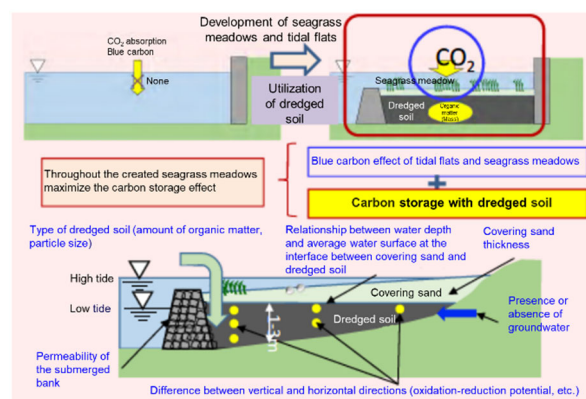 Development of seagrass
meadows and tidal flats
CO2 absorption
Blue carbon
None
Utilization
of dredged
soil
CO2
Seagrass meadow
Dredged
soil
Organic
matter
Throughout the created seagrass meadows
maximize the carbon storage effect
Blue carbon effect of tidal flats and seagrass meadows
+
Carbon storage with dredged soil
Type of dredged soil (amount of organic matter,
particle size)
Relationship between water depth
and average water surface at the
interface between covering sand and
dredged soil
Covering sand
thickness
High tide
Low tide
Covering sand
Dredged soil
1-3m
Presence or
absence of
groundwater
Permeability of
the submerged
bank
Difference between vertical and horizontal directions (oxidation-reduction potential, etc.)